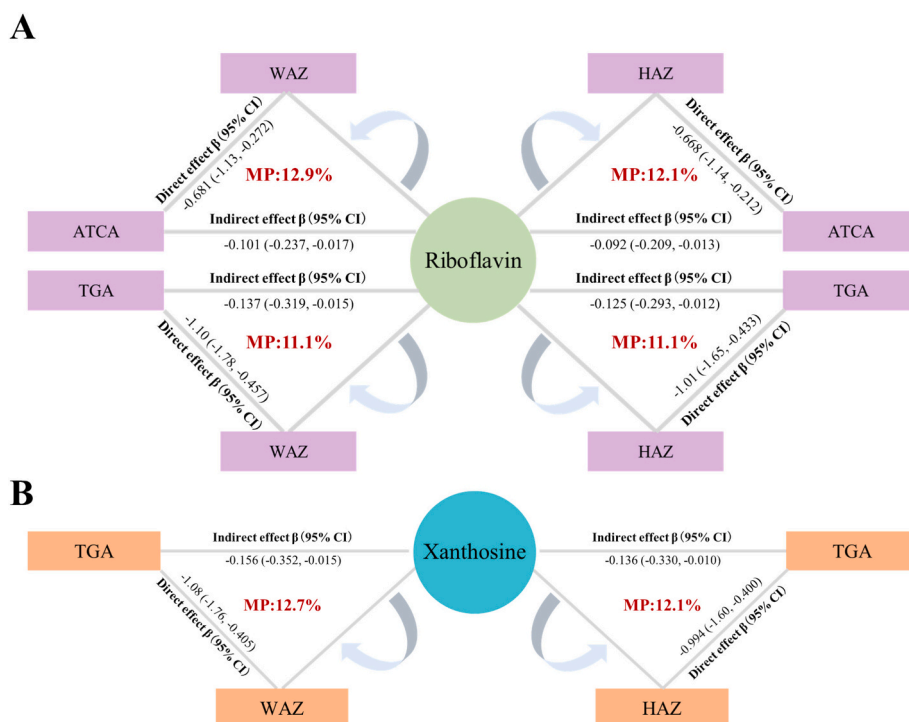 A
WAZ
HAZ
Direct effect β (95% CI)
-0.681 (-1.13, -0.272)
MP:12.9%
MP:12.1%
Direct effect β (95% CI)
-0.668 (-1.14, -0.212)
ATCA
Indirect effect β (95% CI)
-0.101 (-0.237, -0.017)
Riboflavin
Indirect effect β (95% CI)
-0.092 (-0.209, -0.013)
ATCA
TGA
Indirect effect β (95% CI)
-0.137 (-0.319, -0.015)
Indirect effect β (95% CI)
-0.125 (-0.293, -0.012)
TGA
-1.10 (-1.78, -0.457)
Direct effect β (95% CI)
MP:11.1%
MP:11.1%
-1.01 (-1.65, -0.433)
Direct effect β (95% CI)
WAZ
HAZ
B
TGA
Indirect effect β (95% CI)
-0.156 (-0.352, -0.015)
Xanthosine
Indirect effect β (95% CI)
-0.136 (-0.330, -0.010)
TGA
-1.08 (-1.76, -0.405)
Direct effect β (95% CI)
MP:12.7%
MP:12.1%
-0.994 (-1.60, -0.400)
Direct effect β (95% CI)
WAZ
HAZ